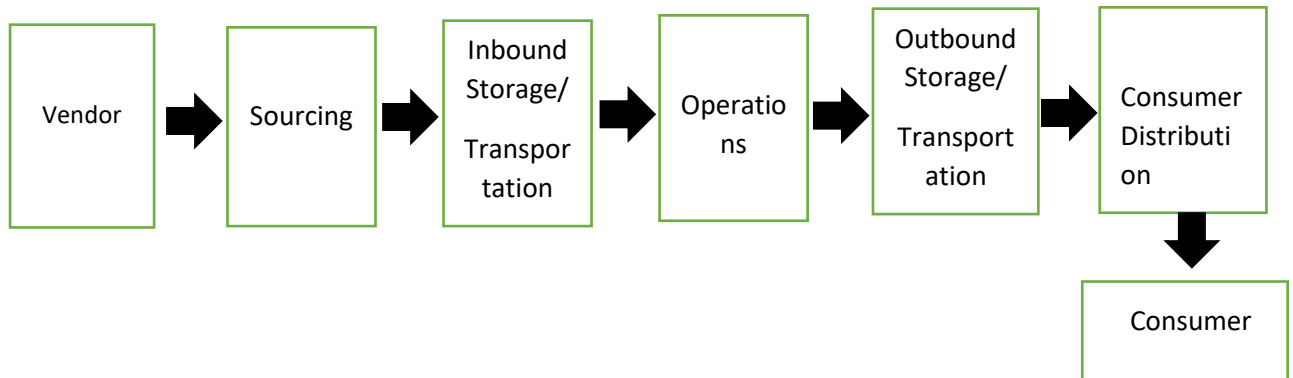 Vendor
Sourcing
Inbound
Storage/
Transpor
tation
Operatio
ns
Outbound
Storage/
Transport
ation
Consumer
Distributi
on
Consumer